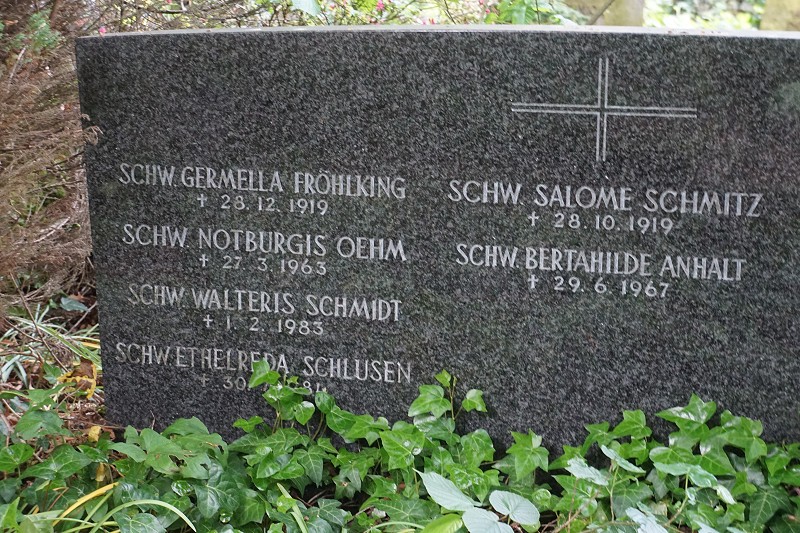 SCHW. GERMELLA FRÖHLKING
✝ 28. 12. 1919
SCHW. NOTBURGIS OEHM
✝ 27. 3. 1963
SCHW. WALTERIS SCHMIDT
✝ 1. 2. 1983
SCHW. ETHELREDA SCHLUSEN
✝ 30.
SCHW. SALOME SCHMITZ
✝ 28. 10. 1919
SCHW. BERTAHILDE ANHALT
✝ 29. 6. 1967